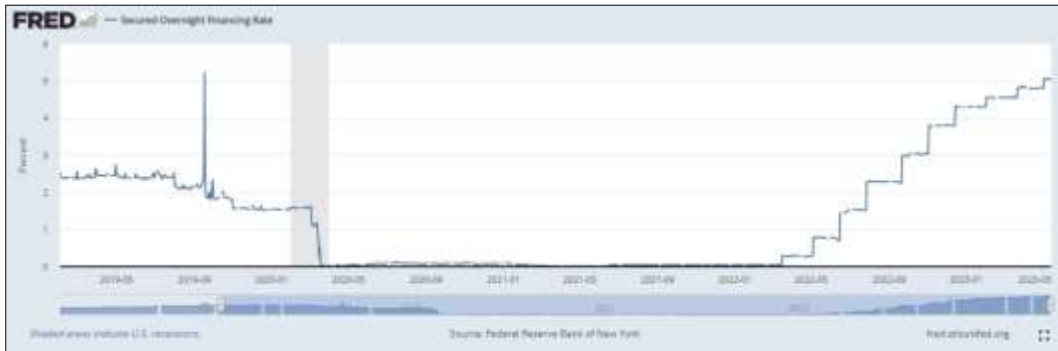 FRED — Secured Overnight Financing Rate
6
5
4
3
2
1
0
Percent
2019-05 2019-09 2020-01 2020-05 2020-09 2021-01 2021-05 2021-09 2022-01 2022-05 2022-09 2023-01 2023-05
Shaded areas indicate U.S. recessions. Source: Federal Reserve Bank of New York fred.stlouisfed.org